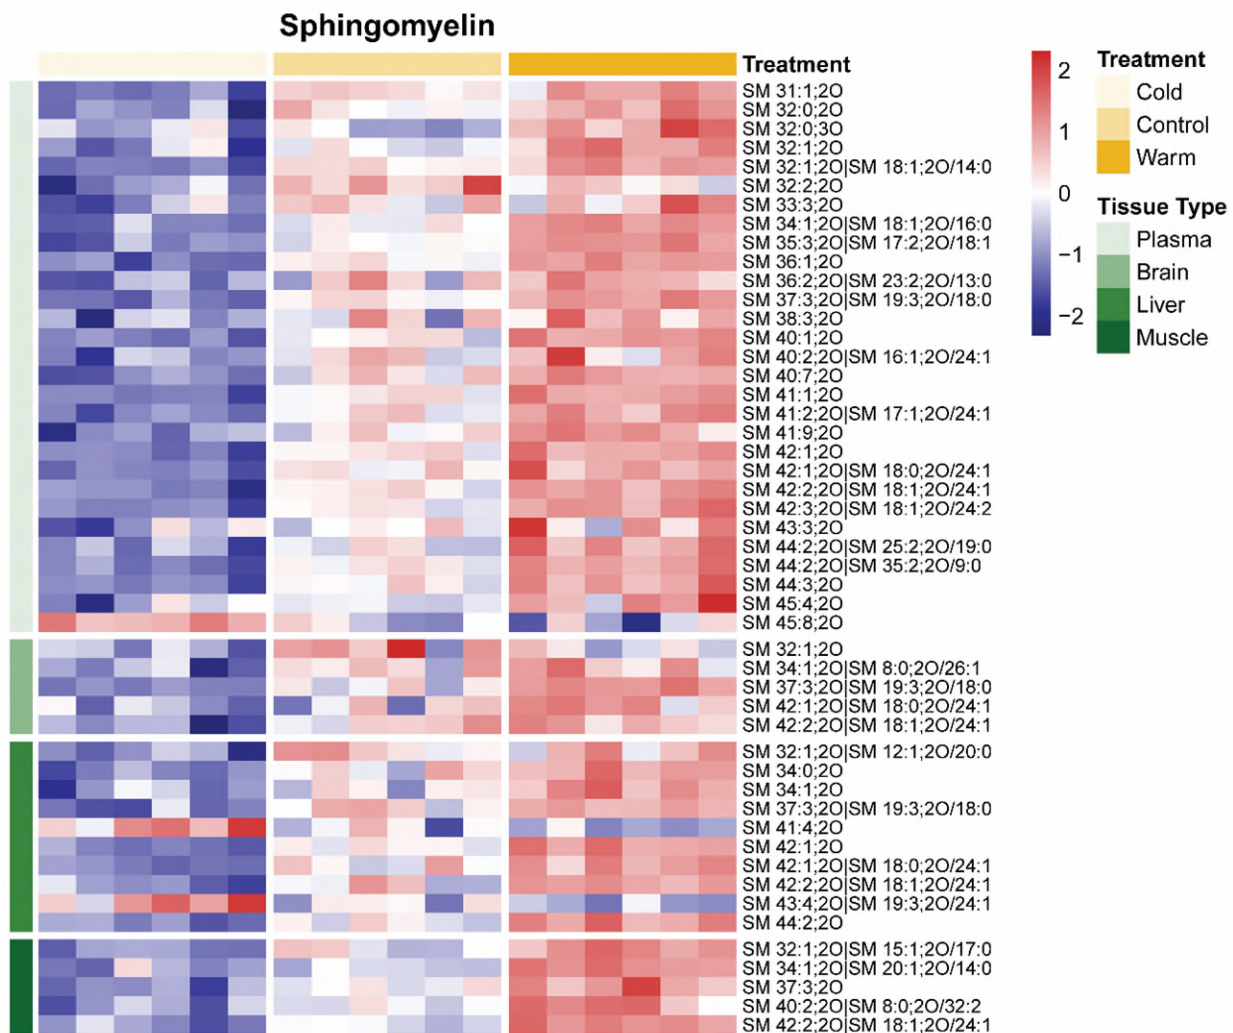 Sphingomyelin
Treatment
SM 31:1;2O
SM 32:0;2O
SM 32:0;3O
SM 32:1;2O
SM 32:1;2O|SM 18:1;2O/14:0
SM 32:2;2O
SM 33:3;2O
SM 34:1;2O|SM 18:1;2O/16:0
SM 35:3;2O|SM 17:2;2O/18:1
SM 36:1;2O
SM 36:2;2O|SM 23:2;2O/13:0
SM 37:3;2O|SM 19:3;2O/18:0
SM 38:3;2O
SM 40:1;2O
SM 40:2;2O|SM 16:1;2O/24:1
SM 40:7;2O
SM 41:1;2O
SM 41:2;2O|SM 17:1;2O/24:1
SM 41:9;2O
SM 42:1;2O
SM 42:1;2O|SM 18:0;2O/24:1
SM 42:2;2O|SM 18:1;2O/24:1
SM 42:3;2O|SM 18:1;2O/24:2
SM 43:3;2O
SM 44:2;2O|SM 25:2;2O/19:0
SM 44:2;2O|SM 35:2;2O/9:0
SM 44:3;2O
SM 45:4;2O
SM 45:8;2O
SM 32:1;2O
SM 34:1;2O|SM 8:0;2O/26:1
SM 37:3;2O|SM 19:3;2O/18:0
SM 42:1;2O|SM 18:0;2O/24:1
SM 42:2;2O|SM 18:1;2O/24:1
SM 32:1;2O|SM 12:1;2O/20:0
SM 34:0;2O
SM 34:1;2O
SM 37:3;2O|SM 19:3;2O/18:0
SM 41:4;2O
SM 42:1;2O
SM 42:1;2O|SM 18:0;2O/24:1
SM 42:2;2O|SM 18:1;2O/24:1
SM 43:4;2O|SM 19:3;2O/24:1
SM 44:2;2O
SM 32:1;2O|SM 15:1;2O/17:0
SM 34:1;2O|SM 20:1;2O/14:0
SM 37:3;2O
SM 40:2;2O|SM 8:0;2O/32:2
SM 42:2;2O|SM 18:1;2O/24:1
2
1
0
−1
−2
Treatment
Cold
Control
Warm
Tissue Type
Plasma
Brain
Liver
Muscle